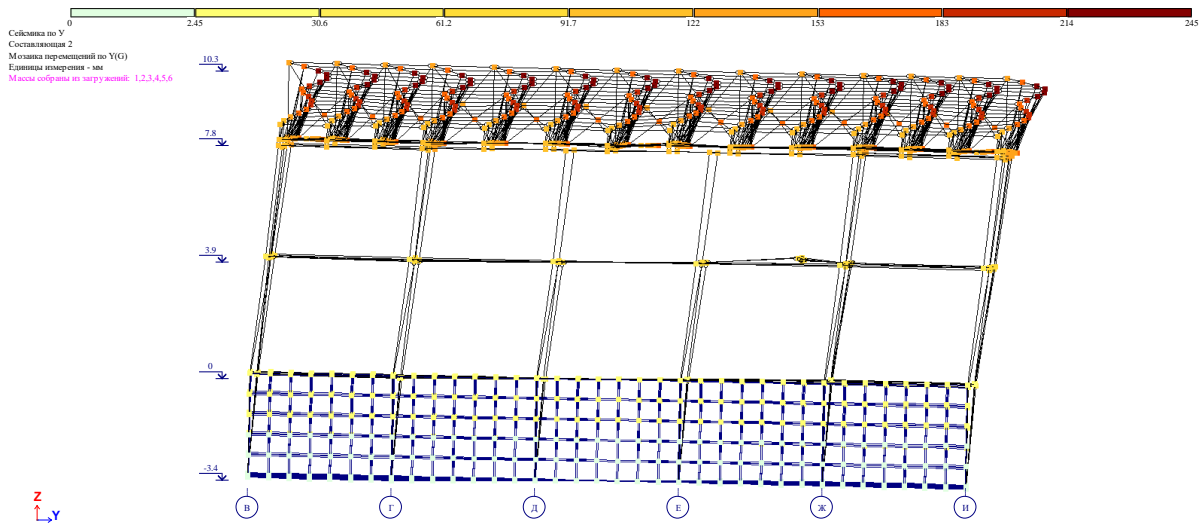 0 2.45 30.6 61.2 91.7 122 153 183 214 245
Сейсмика по У
Составляющая 2
Мозаика перемещений по Y(G)
Единицы измерения - мм
Массы собраны из загружений: 1,2,3,4,5,6
10.3
7.8
3.9
0
-3.4
В Г Д Е Ж И
Z
Y